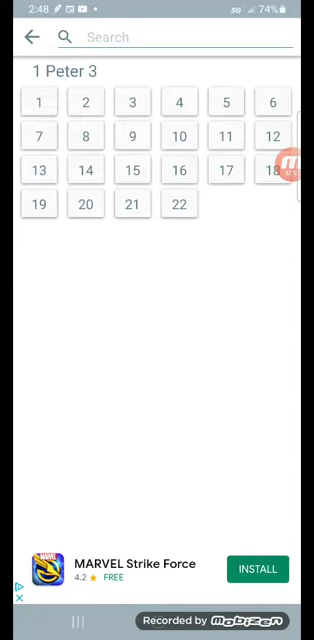 2:48 5G 74%
Search
1 Peter 3
1 2 3 4 5 6
7 8 9 10 11 12
13 14 15 16 17 18
19 20 21 22
MARVEL
MARVEL Strike Force
4.2 ★ FREE
INSTALL
Recorded by mobizen